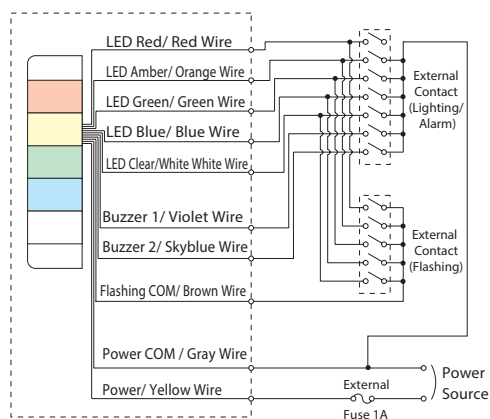 LED Red/ Red Wire
LED Amber/ Orange Wire
LED Green/ Green Wire
LED Blue/ Blue Wire
LED Clear/White White Wire
Buzzer 1/ Violet Wire
Buzzer 2/ Skyblue Wire
Flashing COM/ Brown Wire
Power COM / Gray Wire
Power/ Yellow Wire
External
Contact
(Lighting/
Alarm)
External
Contact
(Flashing)
External
Fuse 1A
Power
Source